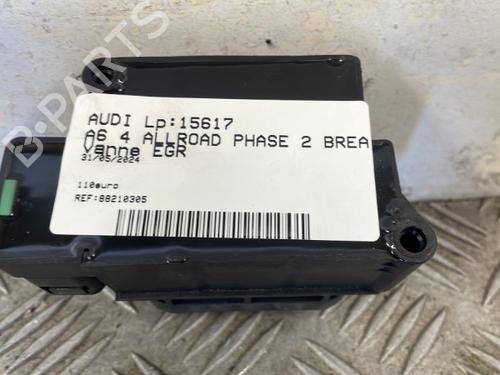 B-PARTS
AUDI Lp:15617
A6 4 ALLROAD PHASE 2 BREA
Vanne EGR
31/05/2024
110euro
REF:88210305